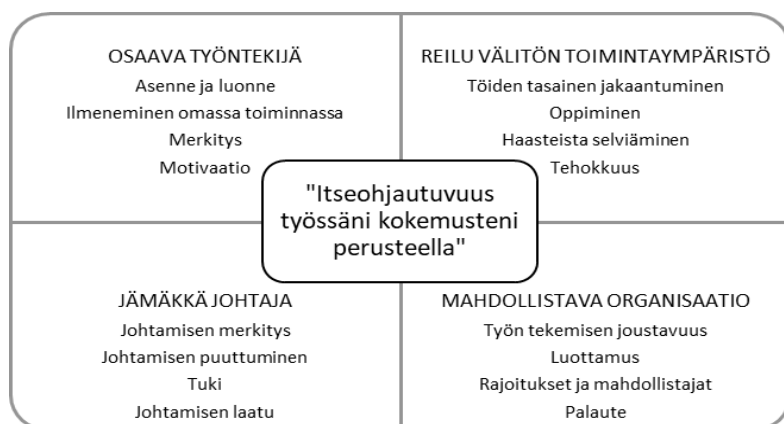 OSAAVA TYÖNTEKIJÄ
Asenne ja luonne
Ilmeneminen omassa toiminnassa
Merkitys
Motivaatio
REILU VÄLITÖN TOIMINTAYMPÄRISTÖ
Töiden tasainen jakaantuminen
Oppiminen
Haasteista selviäminen
Tehokkuus
"Itseohjautuvuus
työssäni kokemusteni
perusteella"
JÄMÄKKÄ JOHTAJA
Johtamisen merkitys
Johtamisen puuttuminen
Tuki
Johtamisen laatu
MAHDOLLISTAVA ORGANISAATIO
Työn tekemisen joustavuus
Luottamus
Rajoitukset ja mahdollistajat
Palaute